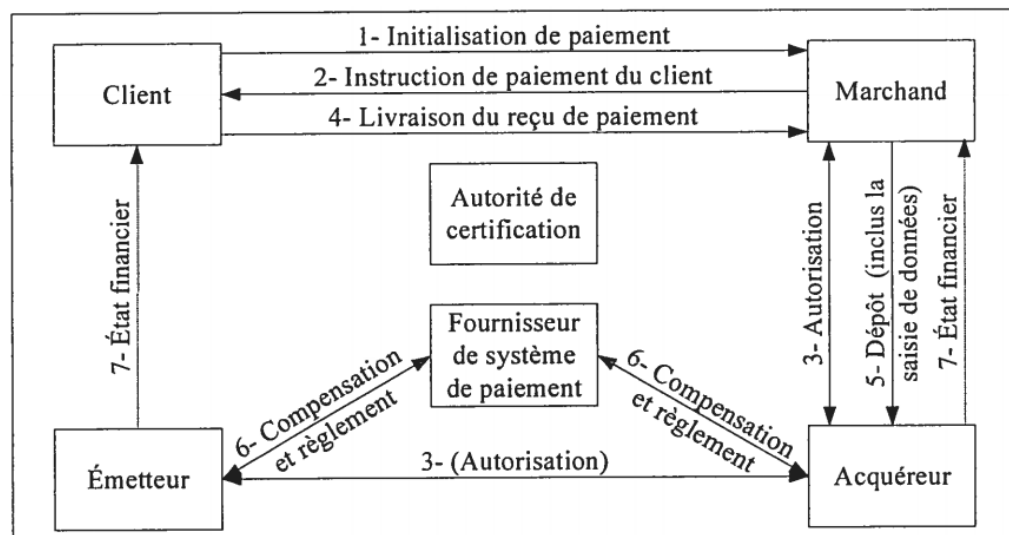 1- Initialisation de paiement
Client
2- Instruction de paiement du client
Marchand
4- Livraison du reçu de paiement
Autorité de
certification
7- État financier
3- Autorisation
5- Dépôt (inclus la
saisie de données)
7- État financier
Fournisseur
de système
de paiement
6- Compensation
et règlement
6- Compensation
et règlement
Émetteur
3- (Autorisation)
Acquéreur